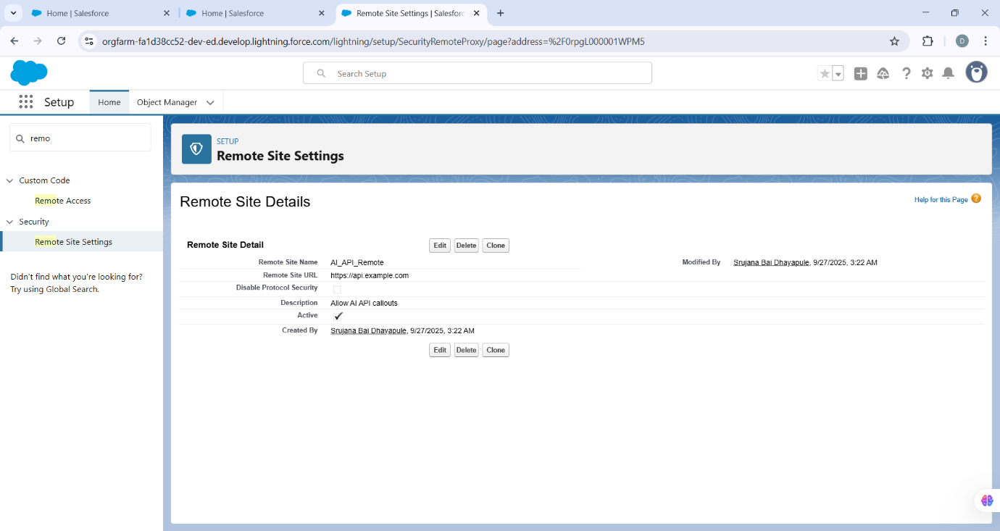 Home | Salesforce
Home | Salesforce
Remote Site Settings | Salesforc
orgfarm-fa1d38cc52-dev-ed.develop.lightning.force.com/lightning/setup/SecurityRemoteProxy/page?address=%2F0rpgL000001WPM5
D
Search Setup
Setup
Home
Object Manager
remo
Custom Code
Remote Access
Security
Remote Site Settings
Didn't find what you're looking for?
Try using Global Search.
SETUP
Remote Site Settings
Remote Site Details
Help for this Page ?
Remote Site Detail
Edit Delete Clone
Remote Site Name AI_API_Remote Modified By Srujana Bai Dhayapule, 9/27/2025, 3:22 AM
Remote Site URL https://api.example.com
Disable Protocol Security
Description Allow AI API callouts
Active
Created By Srujana Bai Dhayapule, 9/27/2025, 3:22 AM
Edit Delete Clone